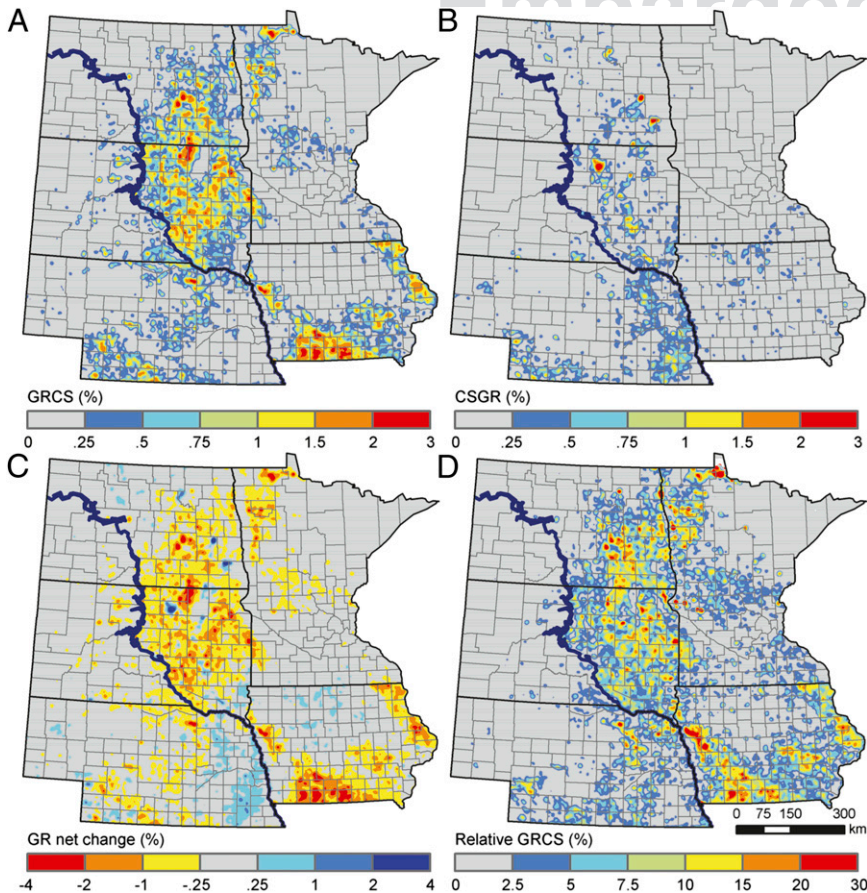 Embargoed
A
B
GRCS (%)
0 .25 .5 .75 1 1.5 2 3
CSGR (%)
0 .25 .5 .75 1 1.5 2 3
C
D
GR net change (%)
-4 -2 -1 -.25 .25 1 2 4
0 75 150 300
km
Relative GRCS (%)
0 2.5 5 7.5 10 15 20 30